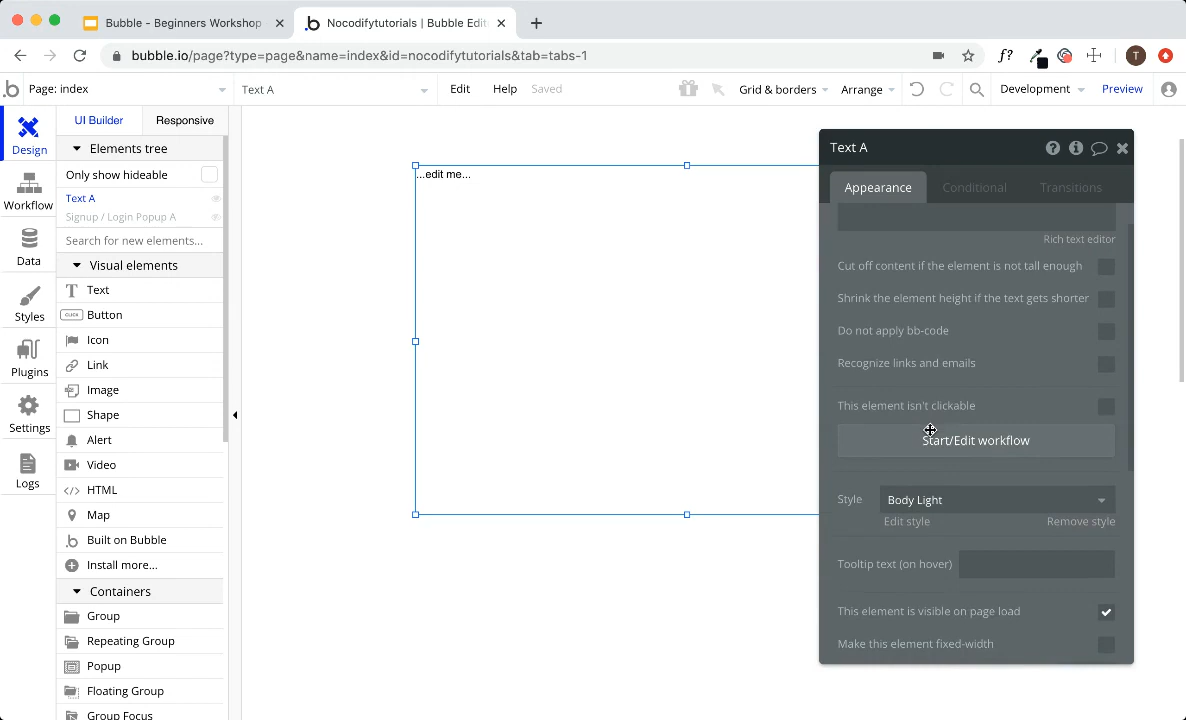 Bubble - Beginners Workshop
Nocodifytutorials | Bubble Edit
bubble.io/page?type=page&name=index&id=nocodifytutorials&tab=tabs-1
f?
T
b
Page: index
Text A
Edit
Help
Saved
Grid & borders
Arrange
Development
Preview
Design
Workflow
Data
Styles
Plugins
Settings
Logs
UI Builder
Responsive
Elements tree
Only show hideable
Text A
Signup / Login Popup A
Search for new elements...
Visual elements
Text
CLICK
Button
Icon
Link
Image
Shape
Alert
Video
HTML
Map
Built on Bubble
Install more...
Containers
Group
Repeating Group
Popup
Floating Group
Group Focus
...edit me...
Text A
Appearance
Conditional
Transitions
Rich text editor
Cut off content if the element is not tall enough
Shrink the element height if the text gets shorter
Do not apply bb-code
Recognize links and emails
This element isn't clickable
Start/Edit workflow
Style
Body Light
Edit style
Remove style
Tooltip text (on hover)
This element is visible on page load
Make this element fixed-width